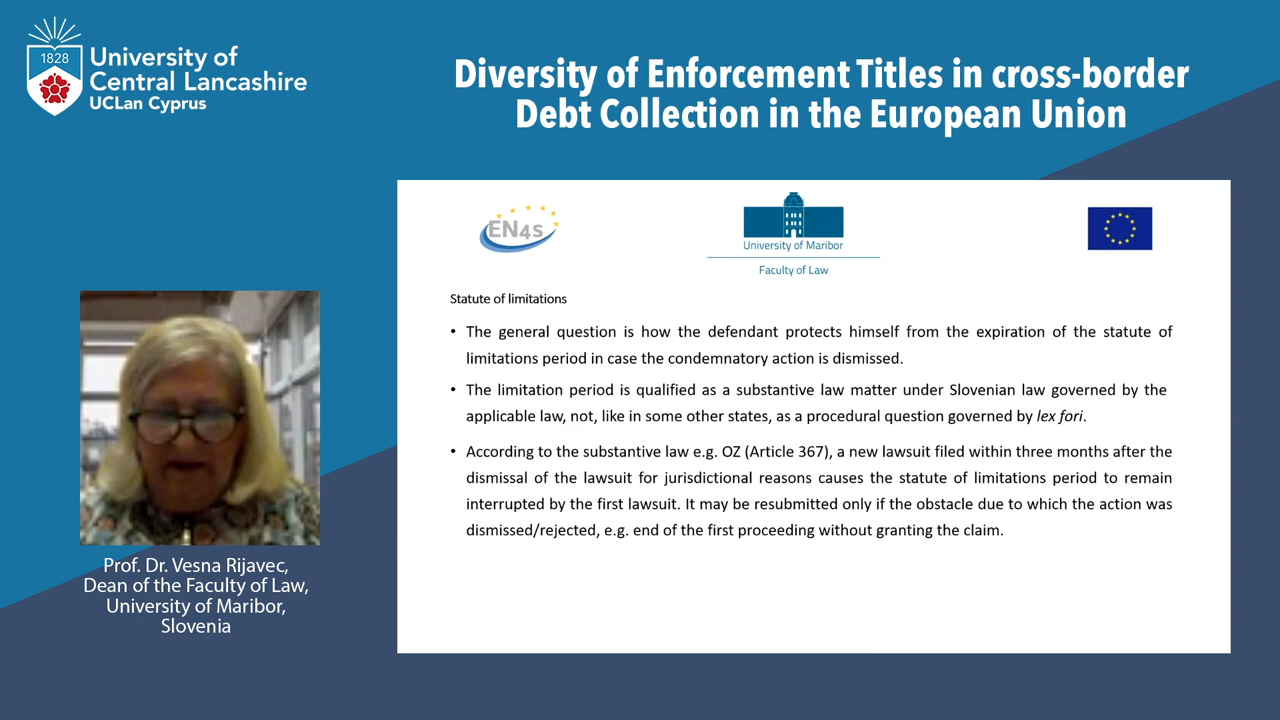 1828
University of
Central Lancashire
UCLan Cyprus
Diversity of Enforcement Titles in cross-border
Debt Collection in the European Union
EN4s
University of Maribor
Faculty of Law
Statute of limitations
• The general question is how the defendant protects himself from the expiration of the statute of
limitations period in case the condemnatory action is dismissed.
• The limitation period is qualified as a substantive law matter under Slovenian law governed by the
applicable law, not, like in some other states, as a procedural question governed by lex fori.
• According to the substantive law e.g. OZ (Article 367), a new lawsuit filed within three months after the
dismissal of the lawsuit for jurisdictional reasons causes the statute of limitations period to remain
interrupted by the first lawsuit. It may be resubmitted only if the obstacle due to which the action was
dismissed/rejected, e.g. end of the first proceeding without granting the claim.
Prof. Dr. Vesna Rijavec,
Dean of the Faculty of Law,
University of Maribor,
Slovenia